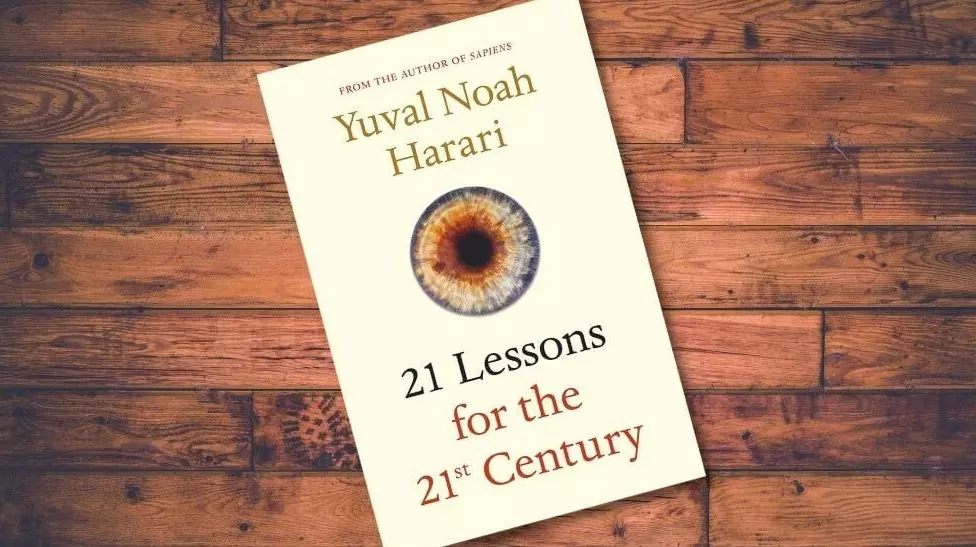 FROM THE AUTHOR OF SAPIENS
Yuval Noah
Harari
21 Lessons
for the
21st Century